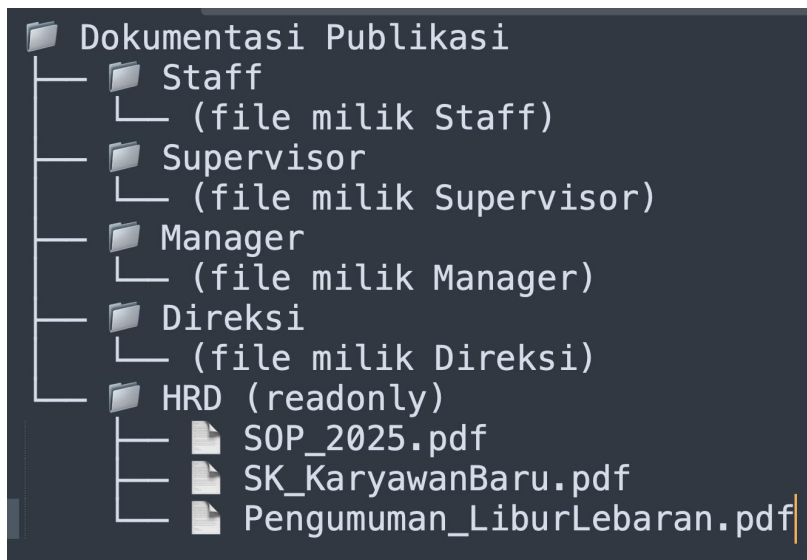 Dokumentasi Publikasi
Staff
(file milik Staff)
Supervisor
(file milik Supervisor)
Manager
(file milik Manager)
Direksi
(file milik Direksi)
HRD (readonly)
SOP_2025.pdf
SK_KaryawanBaru.pdf
Pengumuman_LiburLebaran.pdf